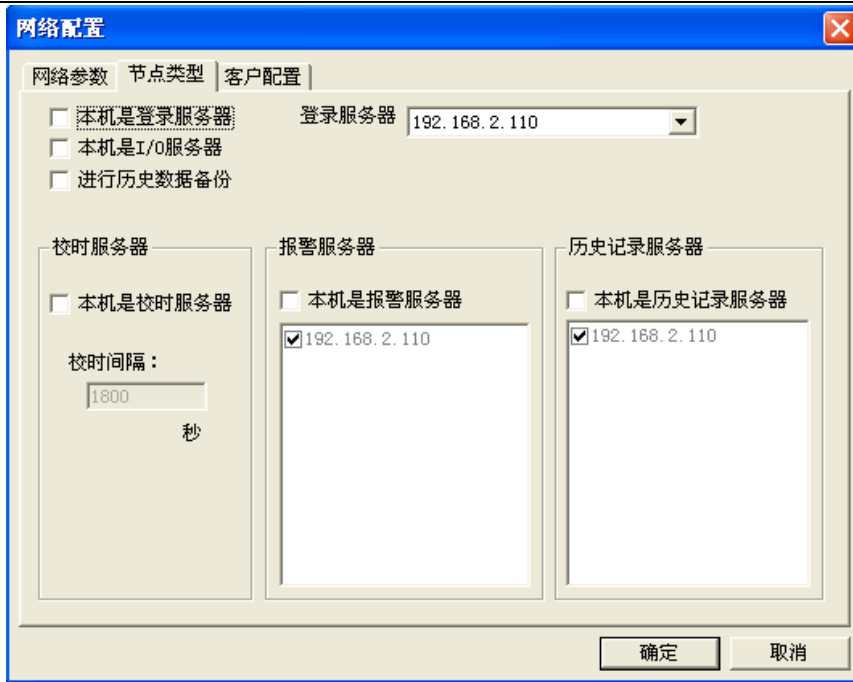 网络配置
网络参数 节点类型 客户配置
本机是登录服务器 登录服务器 192.168.2.110
本机是I/O服务器
进行历史数据备份
校时服务器 报警服务器 历史记录服务器
本机是校时服务器 本机是报警服务器 本机是历史记录服务器
192.168.2.110 192.168.2.110
校时间隔：
1800
秒
确定 取消